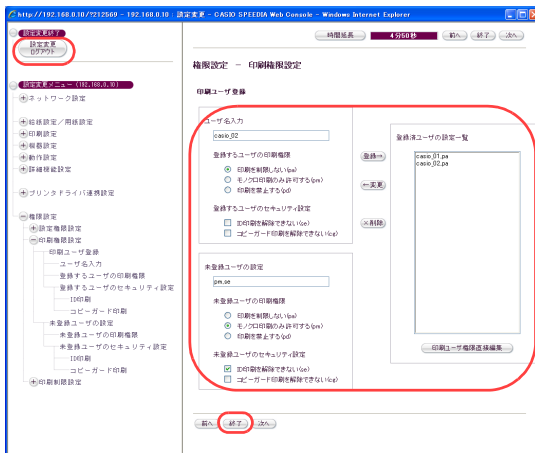 http://192.168.0.10/?212569 - 192.168.0.10 : 設定変更 - CASIO SPEEDIA Web Console - Windows Internet Explorer
設定変更終了
設定変更
ログアウト
設定変更メニュー (192.168.0.10)
ネットワーク設定
給紙設定／用紙設定
印刷設定
機器設定
動作設定
詳細機能設定
プリンタドライバ連携設定
権限設定
設定権限設定
印刷権限設定
印刷ユーザ登録
ユーザ名入力
登録するユーザの印刷権限
登録するユーザのセキュリティ設定
ID印刷
コピーガード印刷
未登録ユーザの設定
未登録ユーザの印刷権限
未登録ユーザのセキュリティ設定
ID印刷
コピーガード印刷
印刷制限設定
時間延長 4分50秒 前へ 終了 次へ
権限設定 － 印刷権限設定
印刷ユーザ登録
ユーザ名入力
casio_02
登録するユーザの印刷権限
印刷を制限しない(pa)
モノクロ印刷のみ許可する(pm)
印刷を禁止する(pd)
登録するユーザのセキュリティ設定
ID印刷を解除できない(se)
コピーガード印刷を解除できない(cg)
登録⇒
⇐変更
×削除
登録済ユーザの設定一覧
casio_01,pa
casio_02,pa
印刷ユーザ権限直接編集
未登録ユーザの設定
pm,se
未登録ユーザの印刷権限
印刷を制限しない(pa)
モノクロ印刷のみ許可する(pm)
印刷を禁止する(pd)
未登録ユーザのセキュリティ設定
ID印刷を解除できない(se)
コピーガード印刷を解除できない(cg)
前へ 終了 次へ